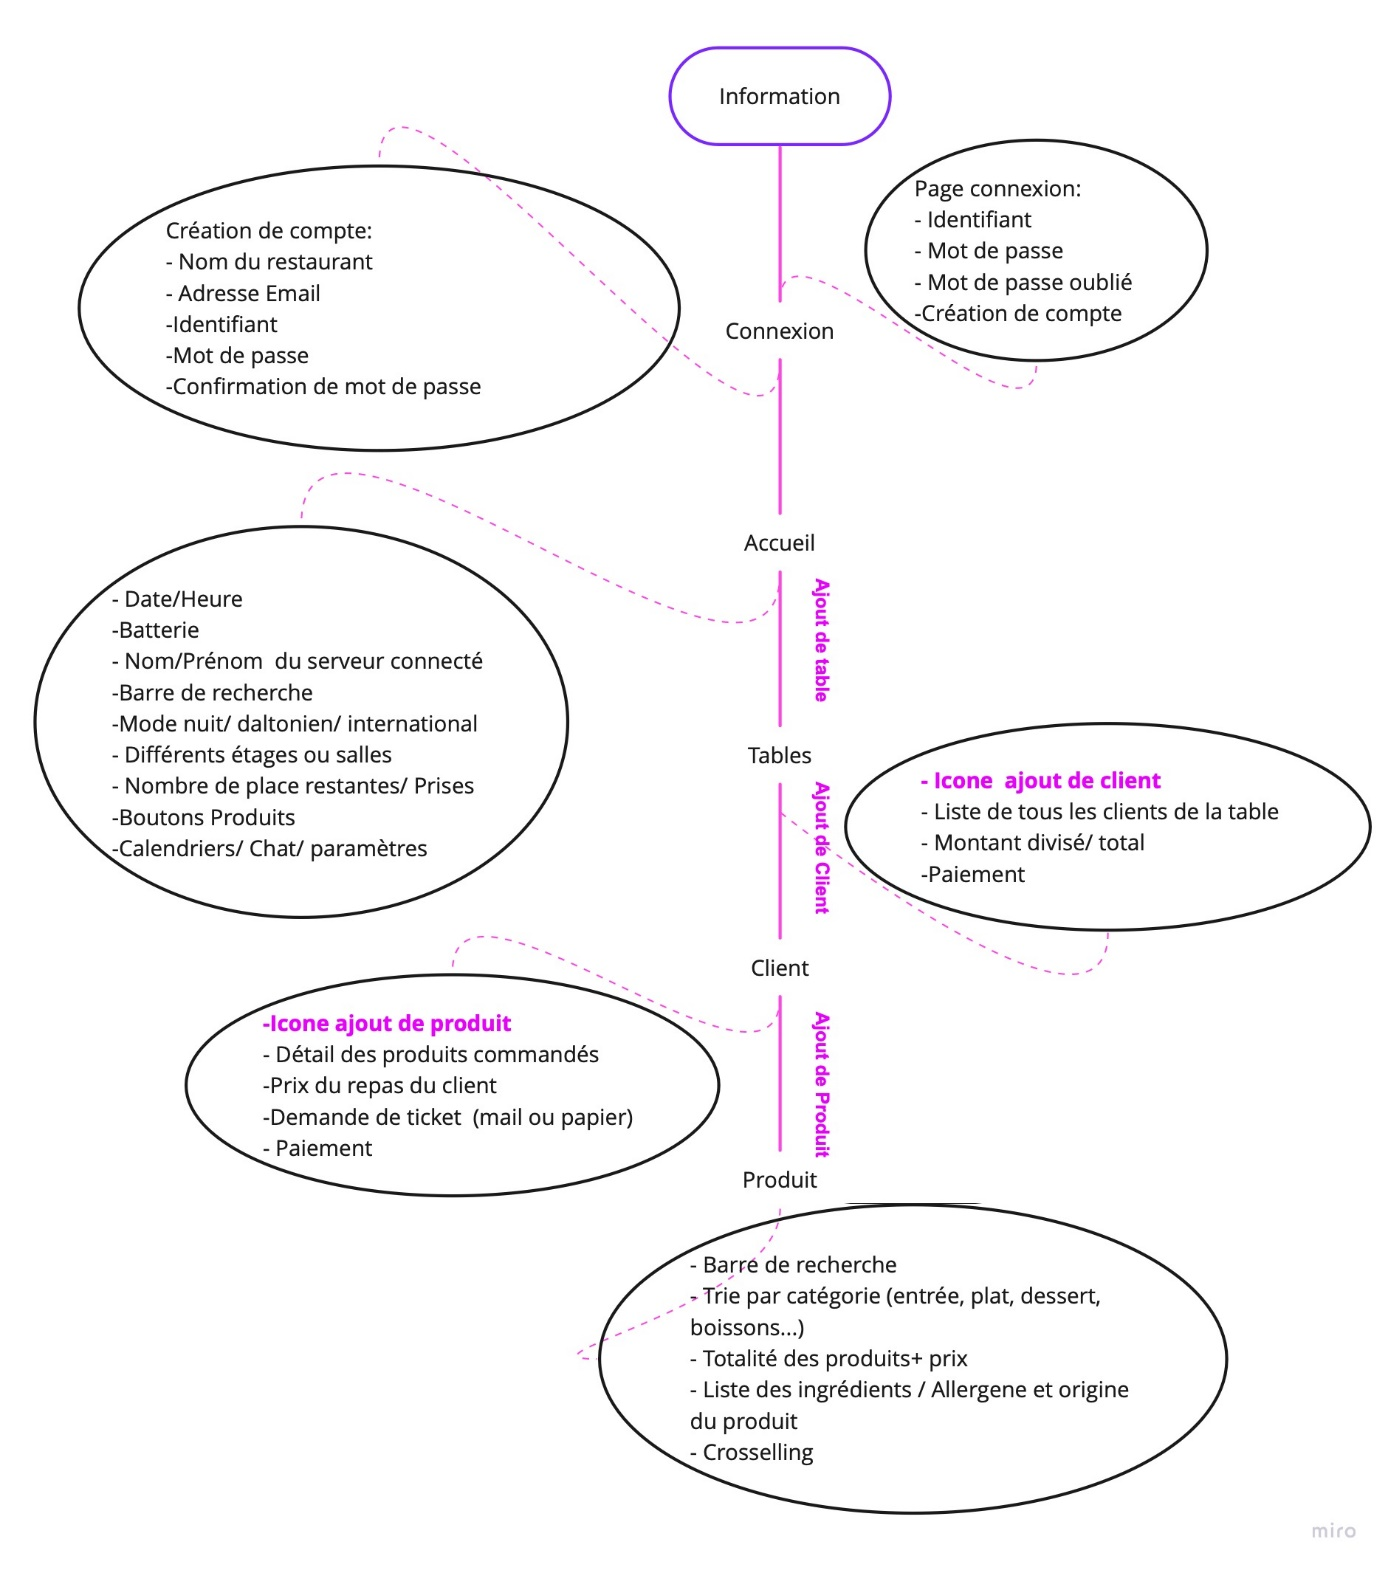 Information
Page connexion:
- Identifiant
- Mot de passe
- Mot de passe oublié
-Création de compte
Création de compte:
- Nom du restaurant
- Adresse Email
-Identifiant
-Mot de passe
-Confirmation de mot de passe
Connexion
Accueil
Ajout de table
- Date/Heure
-Batterie
- Nom/Prénom  du serveur connecté
-Barre de recherche
-Mode nuit/ daltonien/ international
- Différents étages ou salles
- Nombre de place restantes/ Prises
-Boutons Produits
-Calendriers/ Chat/ paramètres
Tables
Ajout de Client
- Icone  ajout de client
- Liste de tous les clients de la table
- Montant divisé/ total
-Paiement
Client
Ajout de Produit
-Icone ajout de produit
- Détail des produits commandés
-Prix du repas du client
-Demande de ticket  (mail ou papier)
- Paiement
Produit
- Barre de recherche
- Trie par catégorie (entrée, plat, dessert,
boissons...)
- Totalité des produits+ prix
- Liste des ingrédients / Allergene et origine
du produit
- Crosselling
miro